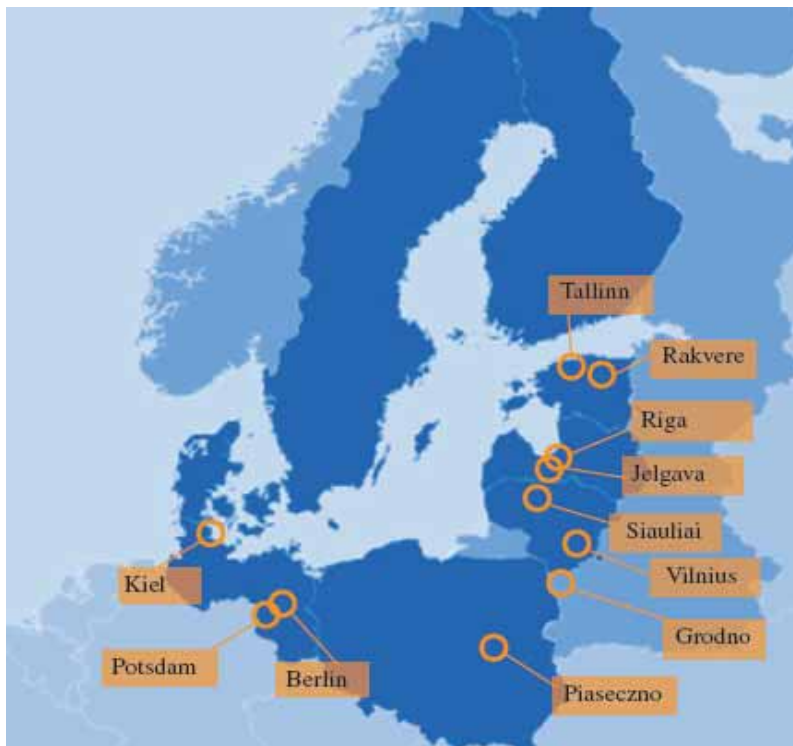 Tallinn
Rakvere
Riga
Jelgava
Siauliai
Vilnius
Kiel
Grodno
Potsdam
Berlin
Piaseczno